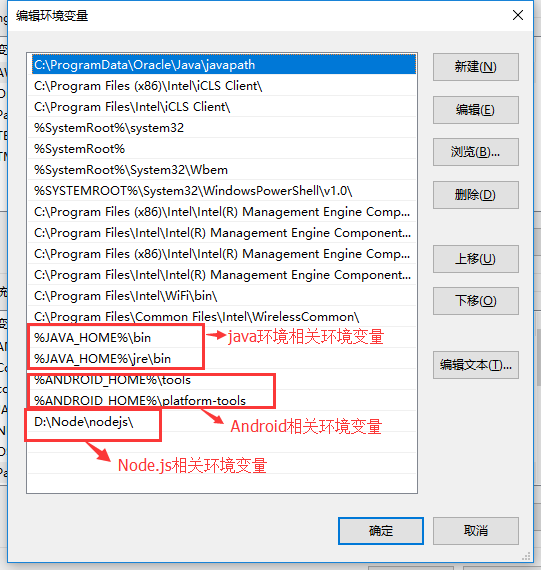 编辑环境变量
C:\ProgramData\Oracle\Java\javapath
新建(N)
C:\Program Files (x86)\Intel\iCLS Client\
C:\Program Files\Intel\iCLS Client\
编辑(E)
%SystemRoot%\system32
%SystemRoot%
浏览(B)...
%SystemRoot%\System32\Wbem
%SYSTEMROOT%\System32\WindowsPowerShell\v1.0\
删除(D)
C:\Program Files (x86)\Intel\Intel(R) Management Engine Comp...
C:\Program Files\Intel\Intel(R) Management Engine Component...
C:\Program Files (x86)\Intel\Intel(R) Management Engine Comp...
上移(U)
C:\Program Files\Intel\Intel(R) Management Engine Component...
C:\Program Files\Intel\WiFi\bin\
下移(O)
C:\Program Files\Common Files\Intel\WirelessCommon\
%JAVA_HOME%\bin
java环境相关环境变量
%JAVA_HOME%\jre\bin
编辑文本(T)...
%ANDROID_HOME%\tools
%ANDROID_HOME%\platform-tools
D:\Node\nodejs\
Android相关环境变量
Node.js相关环境变量
确定
取消